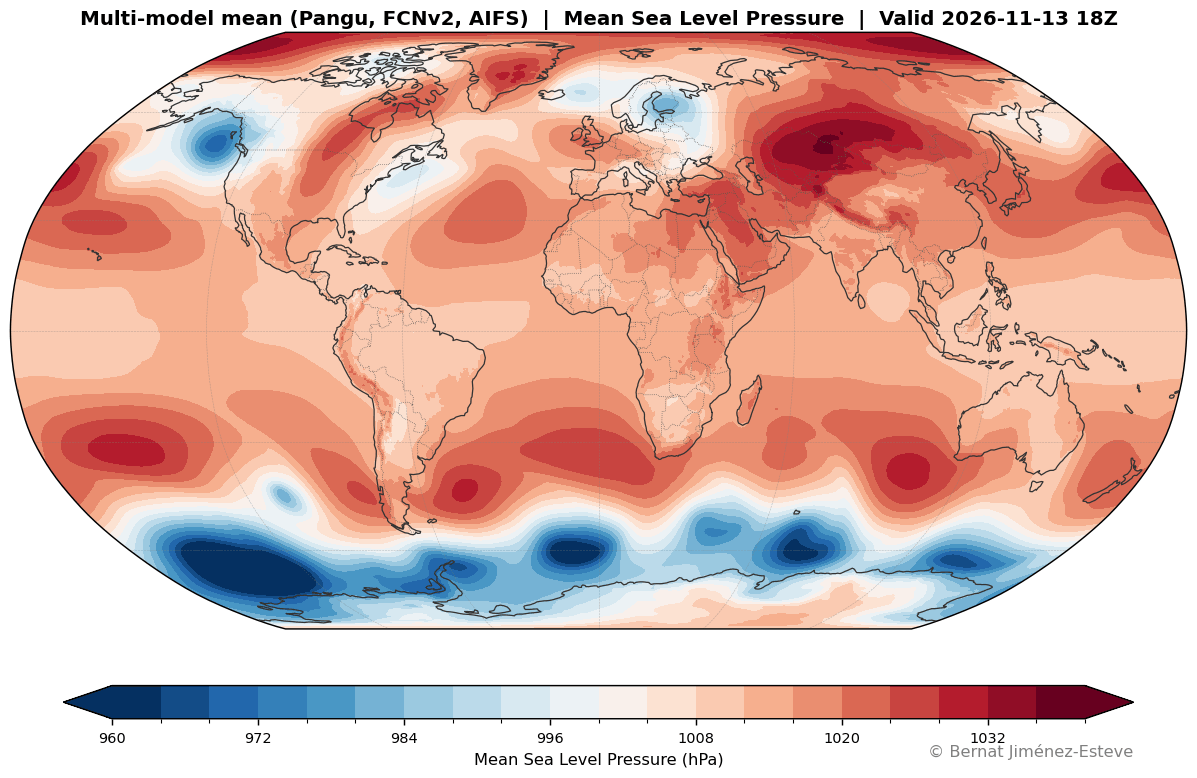 Multi-model mean (Pangu, FCNv2, AIFS) | Mean Sea Level Pressure | Valid 2026-11-13 18Z
960 972 984 996 1008 1020 1032
Mean Sea Level Pressure (hPa)
© Bernat Jiménez-Esteve